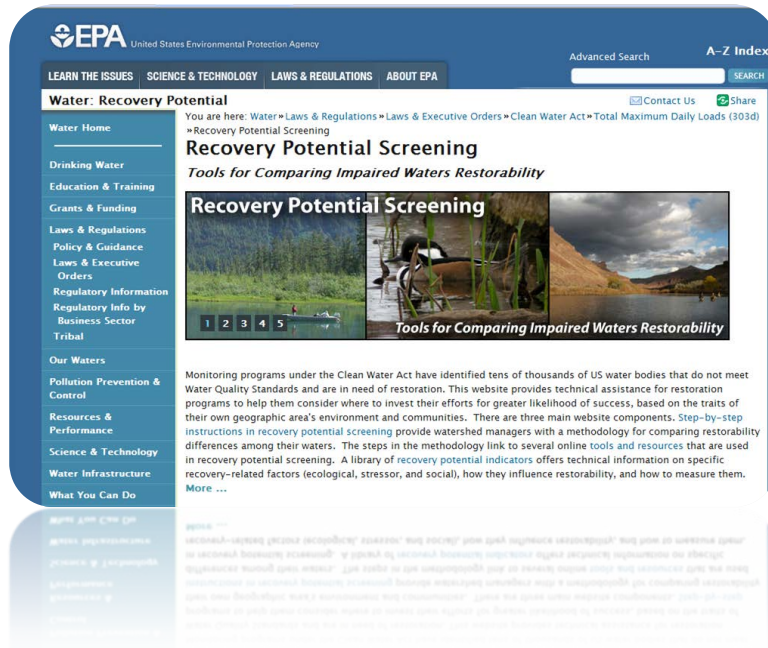 EPA United States Environmental Protection Agency
Advanced Search
A-Z Index
LEARN THE ISSUES SCIENCE & TECHNOLOGY LAWS & REGULATIONS ABOUT EPA
SEARCH
Water: Recovery Potential
Contact Us Share
Water Home
Drinking Water
Education & Training
Grants & Funding
Laws & Regulations
Policy & Guidance
Laws & Executive
Orders
Regulatory Information
Regulatory Info by
Business Sector
Tribal
Our Waters
Pollution Prevention &
Control
Resources &
Performance
Science & Technology
Water Infrastructure
What You Can Do
You are here: Water»Laws & Regulations»Laws & Executive Orders»Clean Water Act»Total Maximum Daily Loads (303d)
»Recovery Potential Screening
Recovery Potential Screening
Tools for Comparing Impaired Waters Restorability
Recovery Potential Screening
1 2 3 4 5
Tools for Comparing Impaired Waters Restorability
Monitoring programs under the Clean Water Act have identified tens of thousands of US water bodies that do not meet
Water Quality Standards and are in need of restoration. This website provides technical assistance for restoration
programs to help them consider where to invest their efforts for greater likelihood of success, based on the traits of
their own geographic area's environment and communities. There are three main website components. Step-by-step
instructions in recovery potential screening provide watershed managers with a methodology for comparing restorability
differences among their waters. The steps in the methodology link to several online tools and resources that are used
in recovery potential screening. A library of recovery potential indicators offers technical information on specific
recovery-related factors (ecological, stressor, and social), how they influence restorability, and how to measure them.
More ...